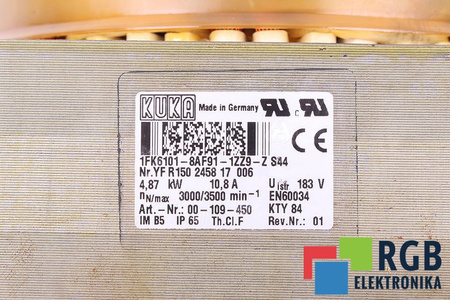 KUKA Made in Germany
1FK6101-8AF91-1ZZ9-Z S44
Nr.YF R150 2458 17 006
4,87 kW 10,8 A Uisfr 183 V
nN/max 3000/3500 min-1 EN60034
Art.-Nr.: 00-109-450 KTY 84
IM B5 IP 65 Th.Cl.F Rev.Nr.: 01
RGB
ELEKTRONIKA